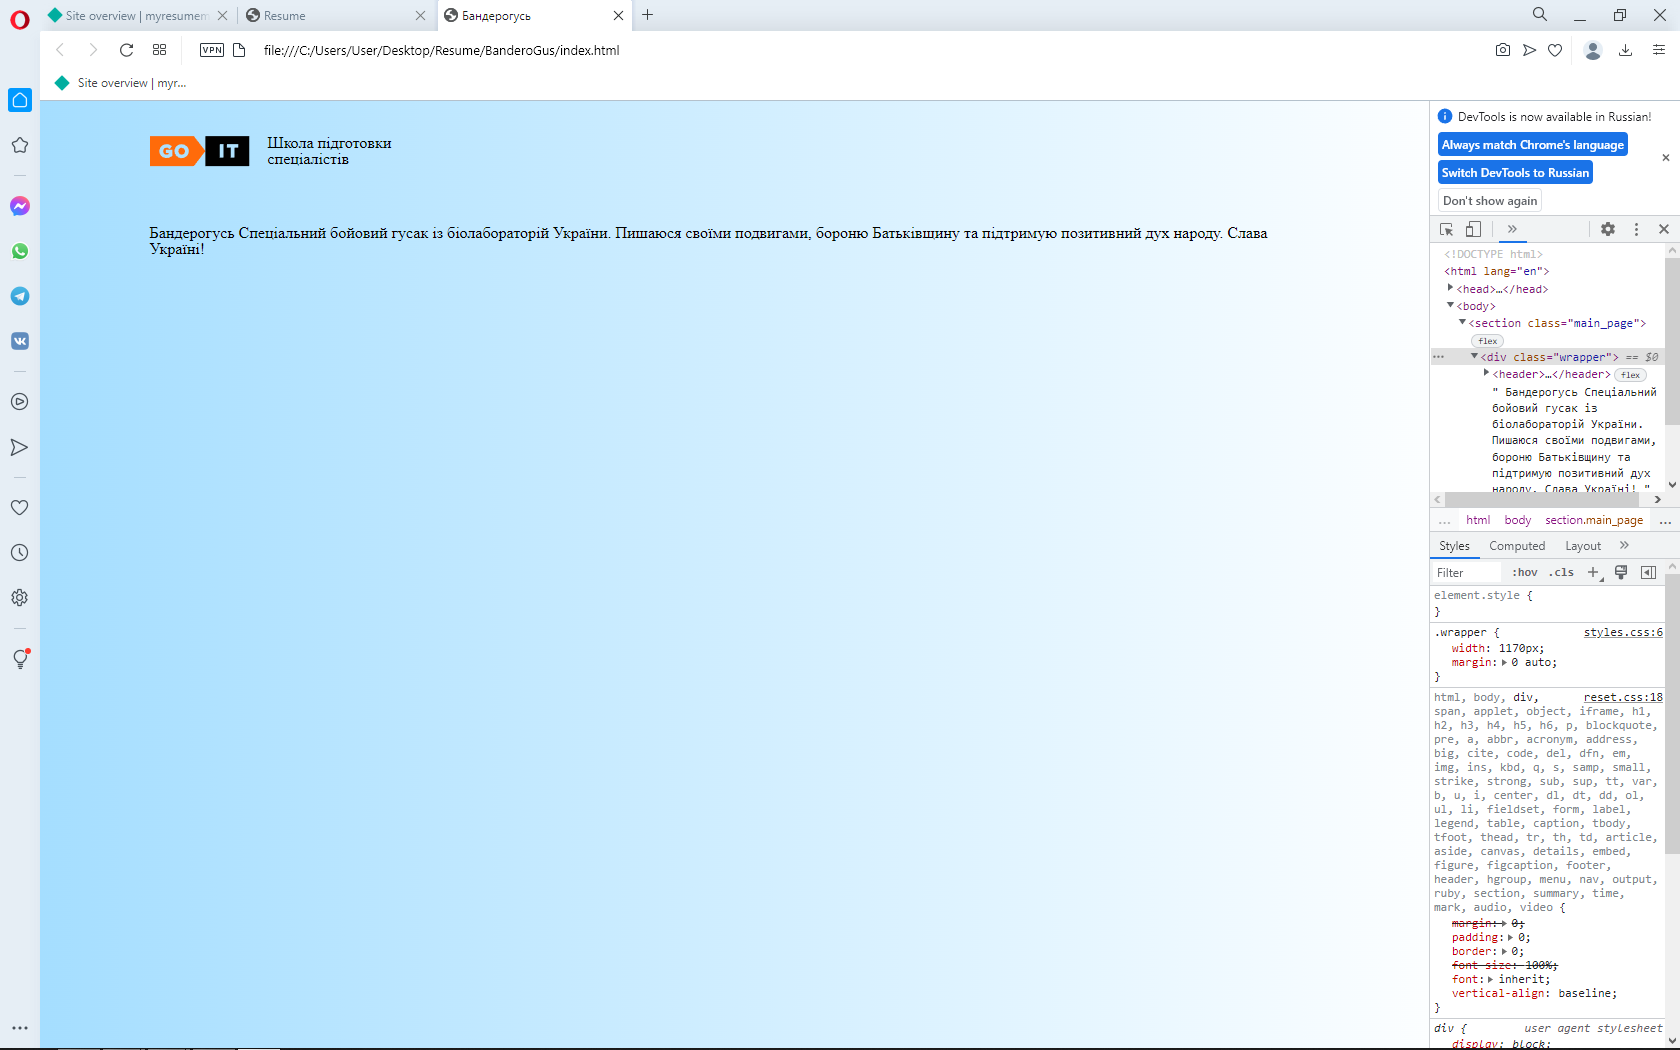 Site overview | myresumem
Resume
Бандерогусь
VPN
file:///C:/Users/User/Desktop/Resume/BanderoGus/index.html
Site overview | myr...
GO IT
Школа підготовки
спеціалістів
Бандерогусь Спеціальний бойовий гусак із біолабораторій України. Пишаюся своїми подвигами, бороню Батьківщину та підтримую позитивний дух народу. Слава
Україні!
DevTools is now available in Russian!
Always match Chrome's language
Switch DevTools to Russian
Don't show again
<!DOCTYPE html>
<html lang="en">
<head>…</head>
<body>
<section class="main_page">
flex
<div class="wrapper"> == $0
<header>…</header> flex
" Бандерогусь Спеціальний
бойовий гусак із
біолабораторій України.
Пишаюся своїми подвигами,
бороню Батьківщину та
підтримую позитивний дух
народу. Слава Україні! "
... html body section.main_page ...
Styles Computed Layout
Filter :hov .cls
element.style {
}
.wrapper { styles.css:6
width: 1170px;
margin: 0 auto;
}
html, body, div, reset.css:18
span, applet, object, iframe, h1,
h2, h3, h4, h5, h6, p, blockquote,
pre, a, abbr, acronym, address,
big, cite, code, del, dfn, em,
img, ins, kbd, q, s, samp, small,
strike, strong, sub, sup, tt, var,
b, u, i, center, dl, dt, dd, ol,
ul, li, fieldset, form, label,
legend, table, caption, tbody,
tfoot, thead, tr, th, td, article,
aside, canvas, details, embed,
figure, figcaption, footer,
header, hgroup, menu, nav, output,
ruby, section, summary, time,
mark, audio, video {
margin: 0;
padding: 0;
border: 0;
font-size: 100%;
font: inherit;
vertical-align: baseline;
}
div { user agent stylesheet
display: block;